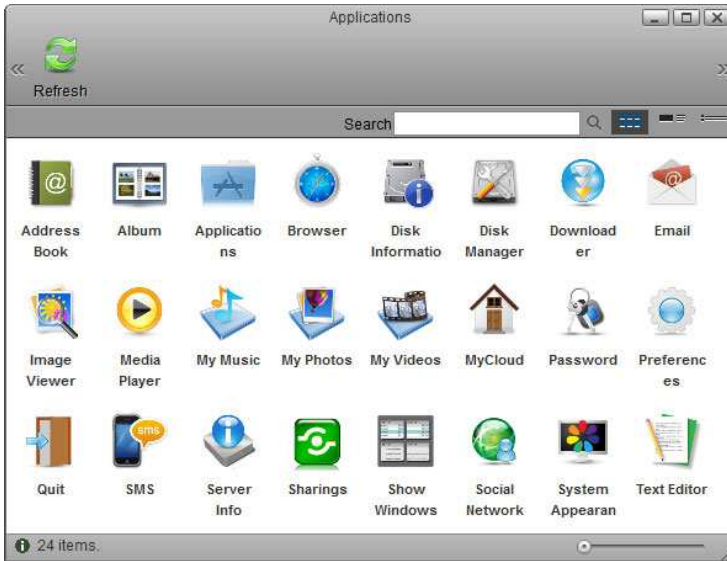 Applications
Refresh
Search
Address Album Applicatio Browser Disk Disk Download Email
Book ns Informatio Manager er
Image Media My Music My Photos My Videos MyCloud Password Preferenc
Viewer Player es
sms
Quit SMS Server Sharings Show Social System Text Editor
Info Windows Network Appearan
24 items.